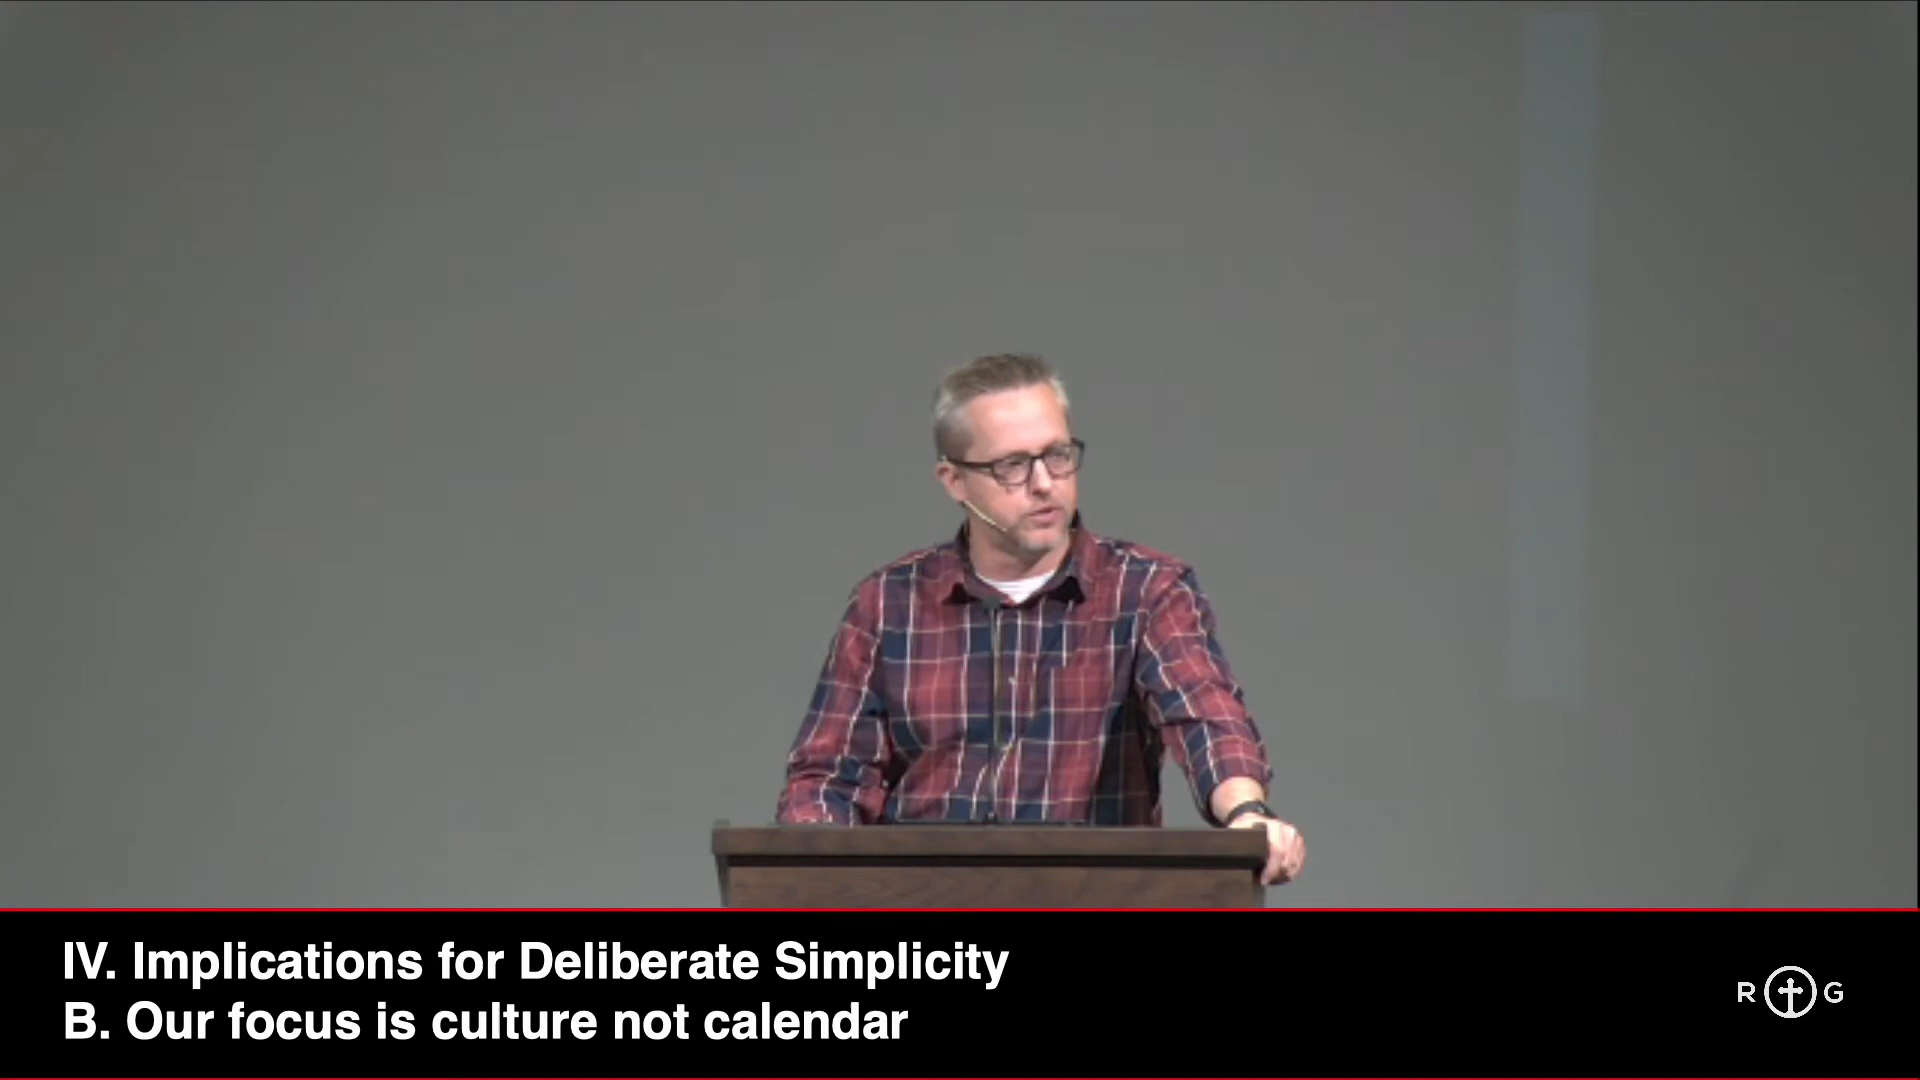 IV. Implications for Deliberate Simplicity
B. Our focus is culture not calendar
R G